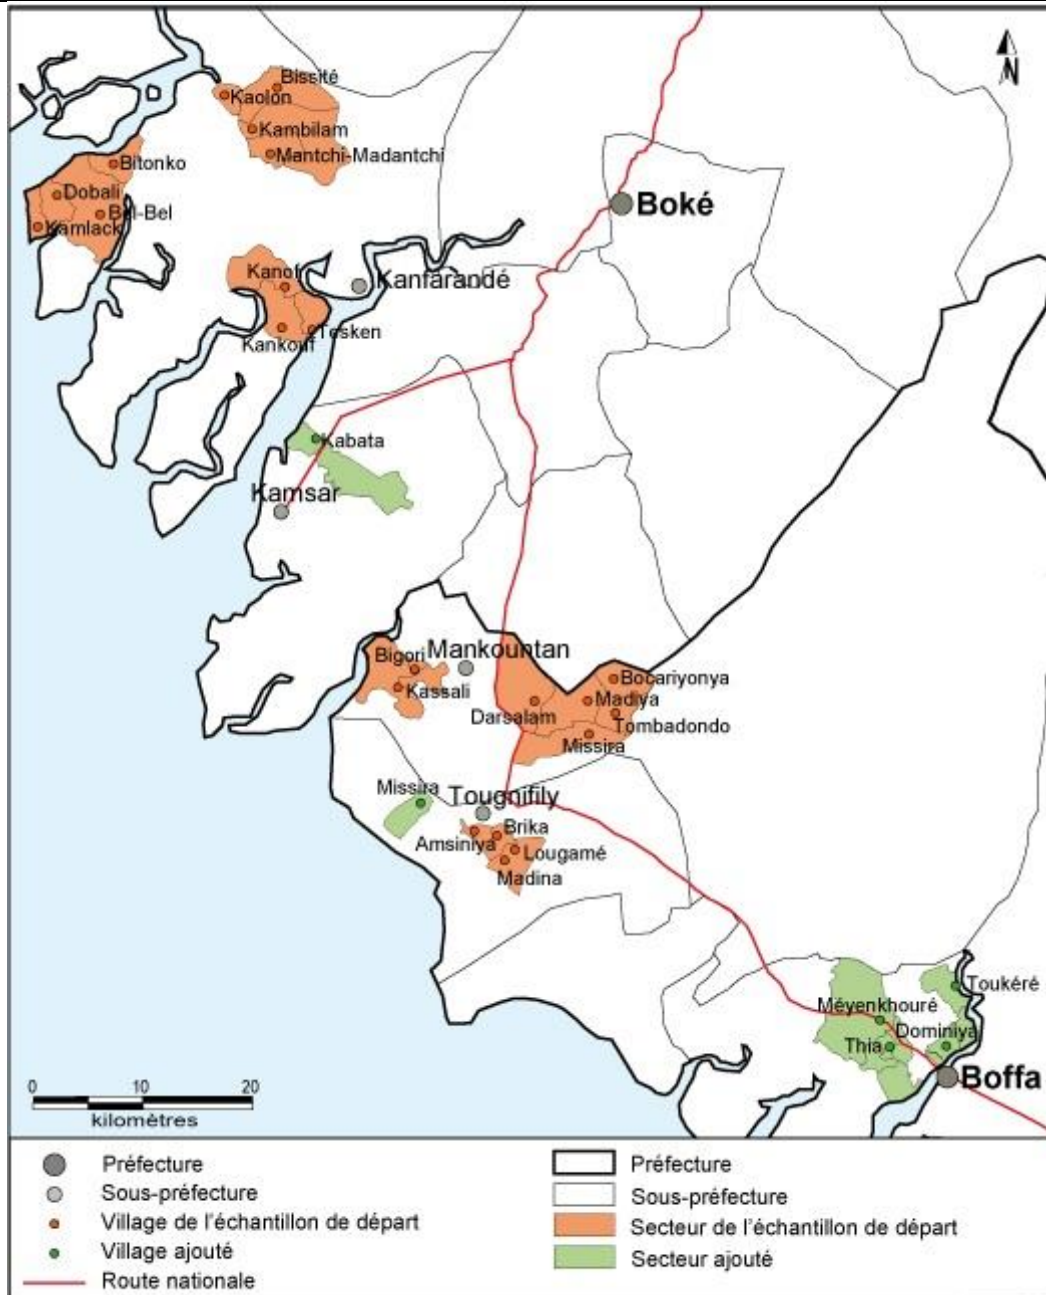 N
Bissité
Kaolon
Kambilam
Mantchi-Madantchi
Bitonko
Dobali
Bel-Bel
Kamlack
Boké
Kanof
Kanfarandé
Tesken
Kankouf
Kabata
Kamsar
Bigori
Mankountan
Kassali
Bocariyonya
Madiya
Darsalam
Tombadondo
Missira
Missira
Tougnifily
Brika
Amsiniya
Lougamé
Madina
Toukéré
Méyenkhouré
Dominiya
Thia
Boffa
0 10 20
kilomètres
Préfecture
Sous-préfecture
Village de l'échantillon de départ
Village ajouté
Route nationale
Préfecture
Sous-préfecture
Secteur de l'échantillon de départ
Secteur ajouté